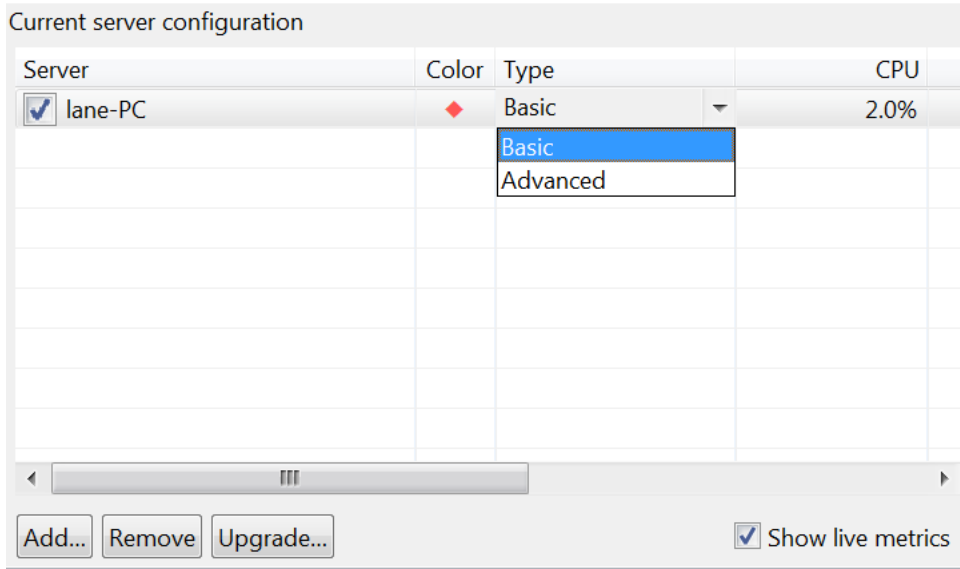 Current server configuration
Server Color Type CPU
lane-PC Basic 2.0%
Basic
Advanced
Add... Remove Upgrade... Show live metrics